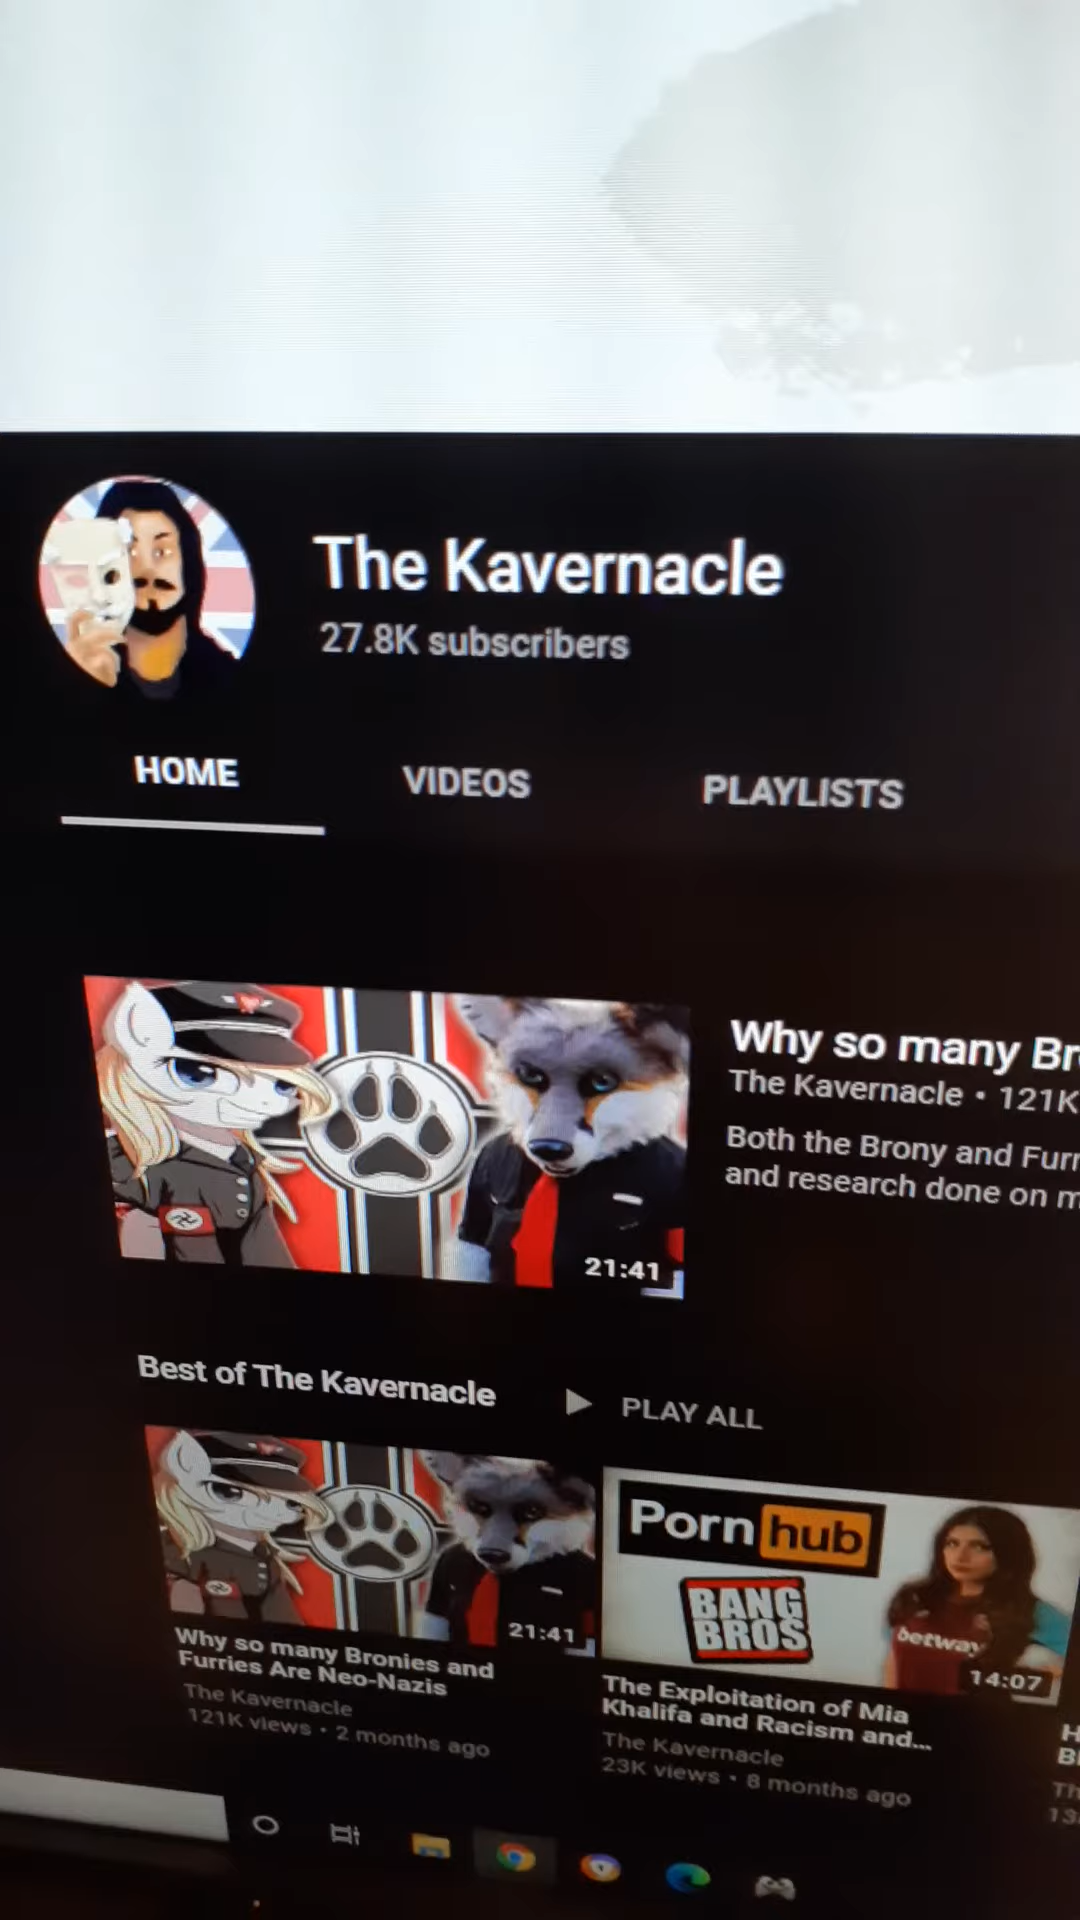 The Kavernacle
27.8K subscribers
HOME
VIDEOS
PLAYLISTS
Why so many Br
The Kavernacle • 121K
Both the Brony and Furr
and research done on m
21:41
Best of The Kavernacle
PLAY ALL
21:41
Why so many Bronies and
Furries Are Neo-Nazis
The Kavernacle
121K views • 2 months ago
Pornhub
BANG
BROS
betway
14:07
The Exploitation of Mia
Khalifa and Racism and...
The Kavernacle
23K views • 8 months ago